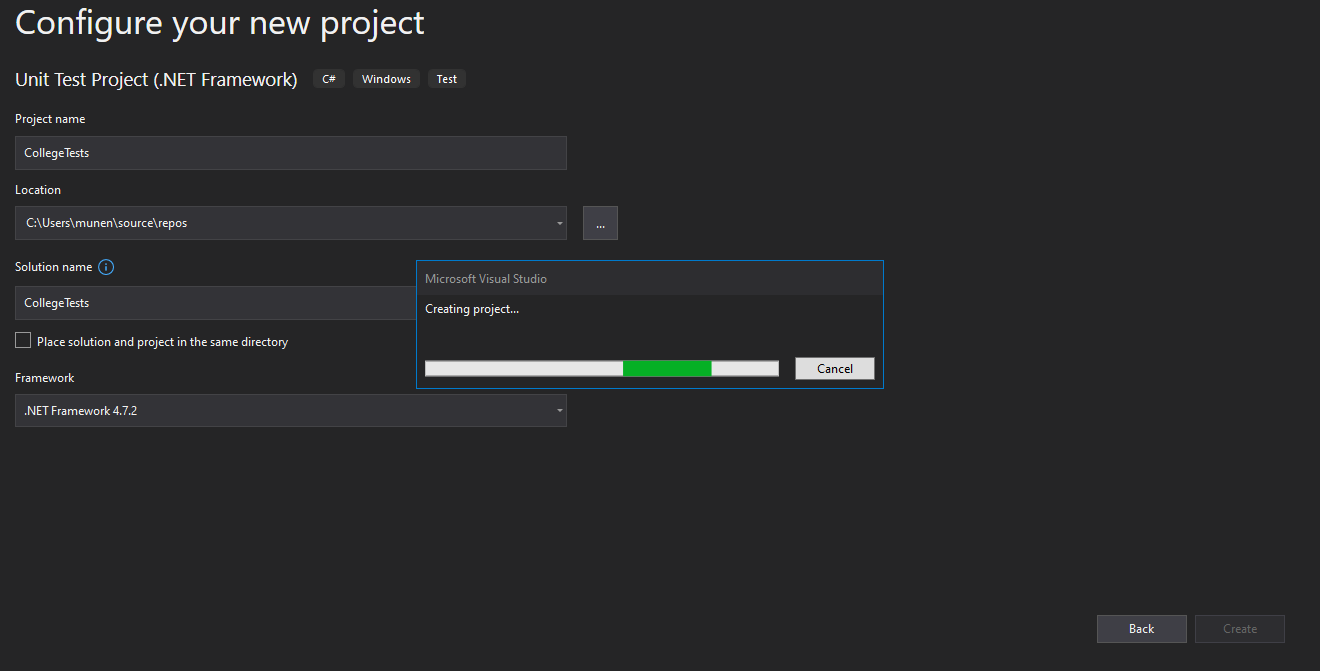 Configure your new project
Unit Test Project (.NET Framework) C# Windows Test
Project name
CollegeTests
Location
C:\Users\munen\source\repos
...
Solution name
CollegeTests
Place solution and project in the same directory
Framework
.NET Framework 4.7.2
Microsoft Visual Studio
Creating project...
Cancel
Back Create